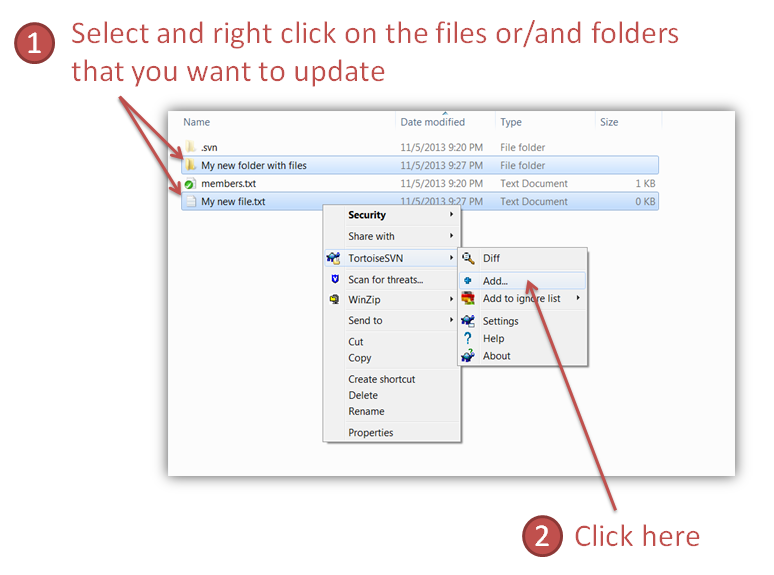 1 Select and right click on the files or/and folders
that you want to update
Name Date modified Type Size
.svn 11/5/2013 9:20 PM File folder
My new folder with files 11/5/2013 9:27 PM File folder
members.txt 11/5/2013 9:20 PM Text Document 1 KB
My new file.txt 11/5/2013 9:27 PM Text Document 0 KB
Security
Share with
TortoiseSVN
Scan for threats...
WinZip
Send to
Cut
Copy
Create shortcut
Delete
Rename
Properties
Diff
Add...
Add to ignore list
Settings
Help
About
2 Click here